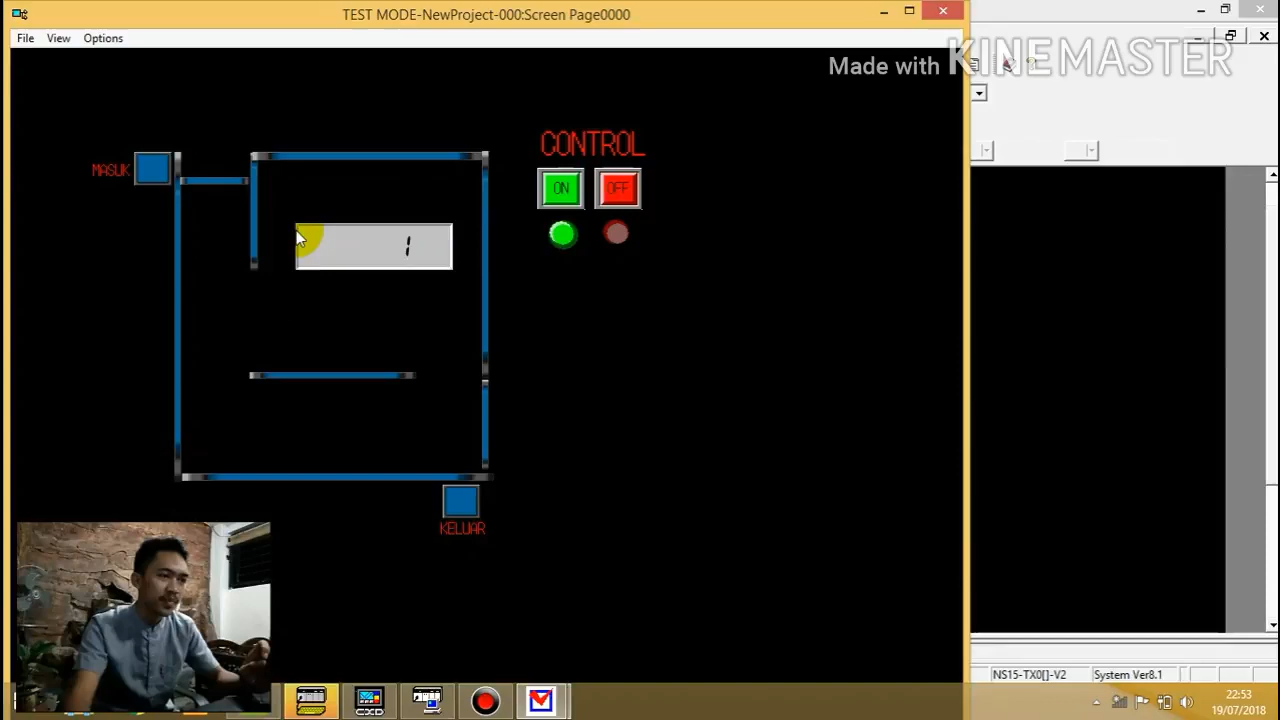 TEST MODE-NewProject-000:Screen Page0000
File View Options
Made with KINEMASTER
CONTROL
MASUK
ON OFF
1
KELUAR
NS15-TX0[]-V2 System Ver8.1
CXD
22:53
19/07/2018